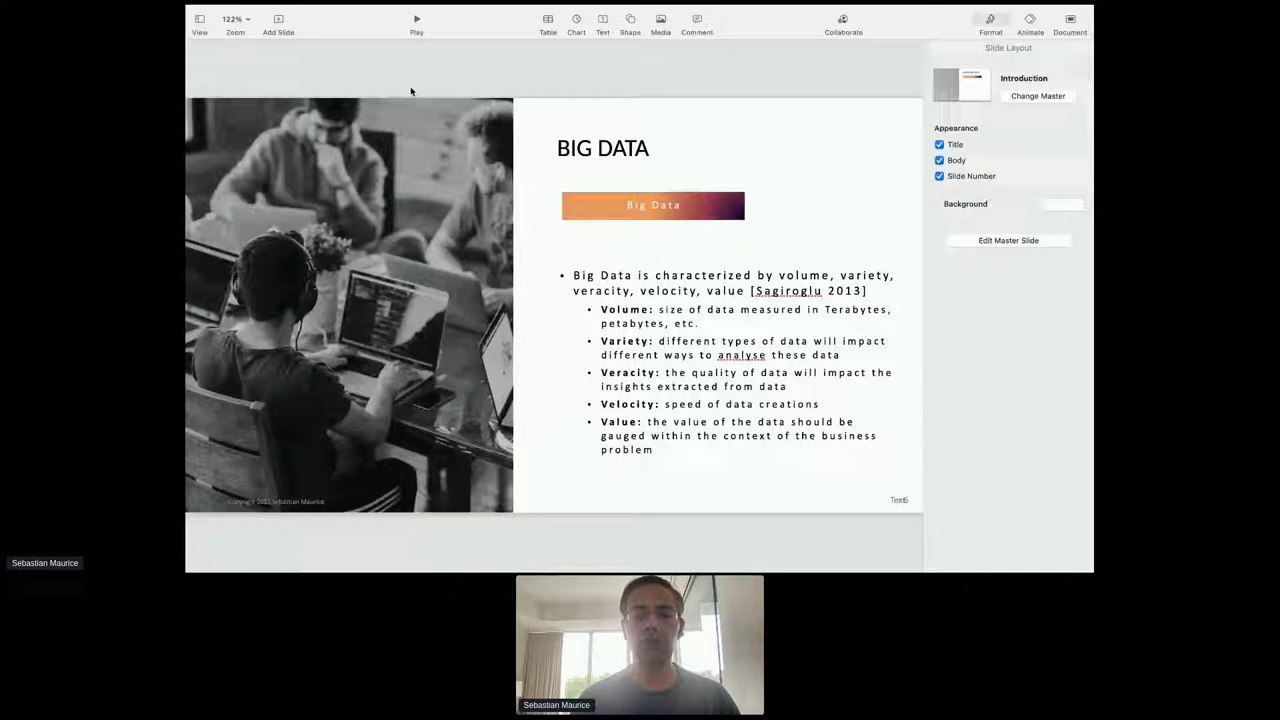 122%
View
Zoom
Add Slide
Play
Table
Chart
Text
Shape
Media
Comment
Collaborate
Format
Animate
Document
Slide Layout
Introduction
Change Master
Appearance
Title
Body
Slide Number
Background
Edit Master Slide
BIG DATA
Big Data
• Big Data is characterized by volume, variety,
veracity, velocity, value [Sagiroglu 2013]
• Volume: size of data measured in Terabytes,
petabytes, etc.
• Variety: different types of data will impact
different ways to analyse these data
• Veracity: the quality of data will impact the
insights extracted from data
• Velocity: speed of data creations
• Value: the value of the data should be
gauged within the context of the business
problem
Sebastian Maurice
Sebastian Maurice
Sebastian Maurice